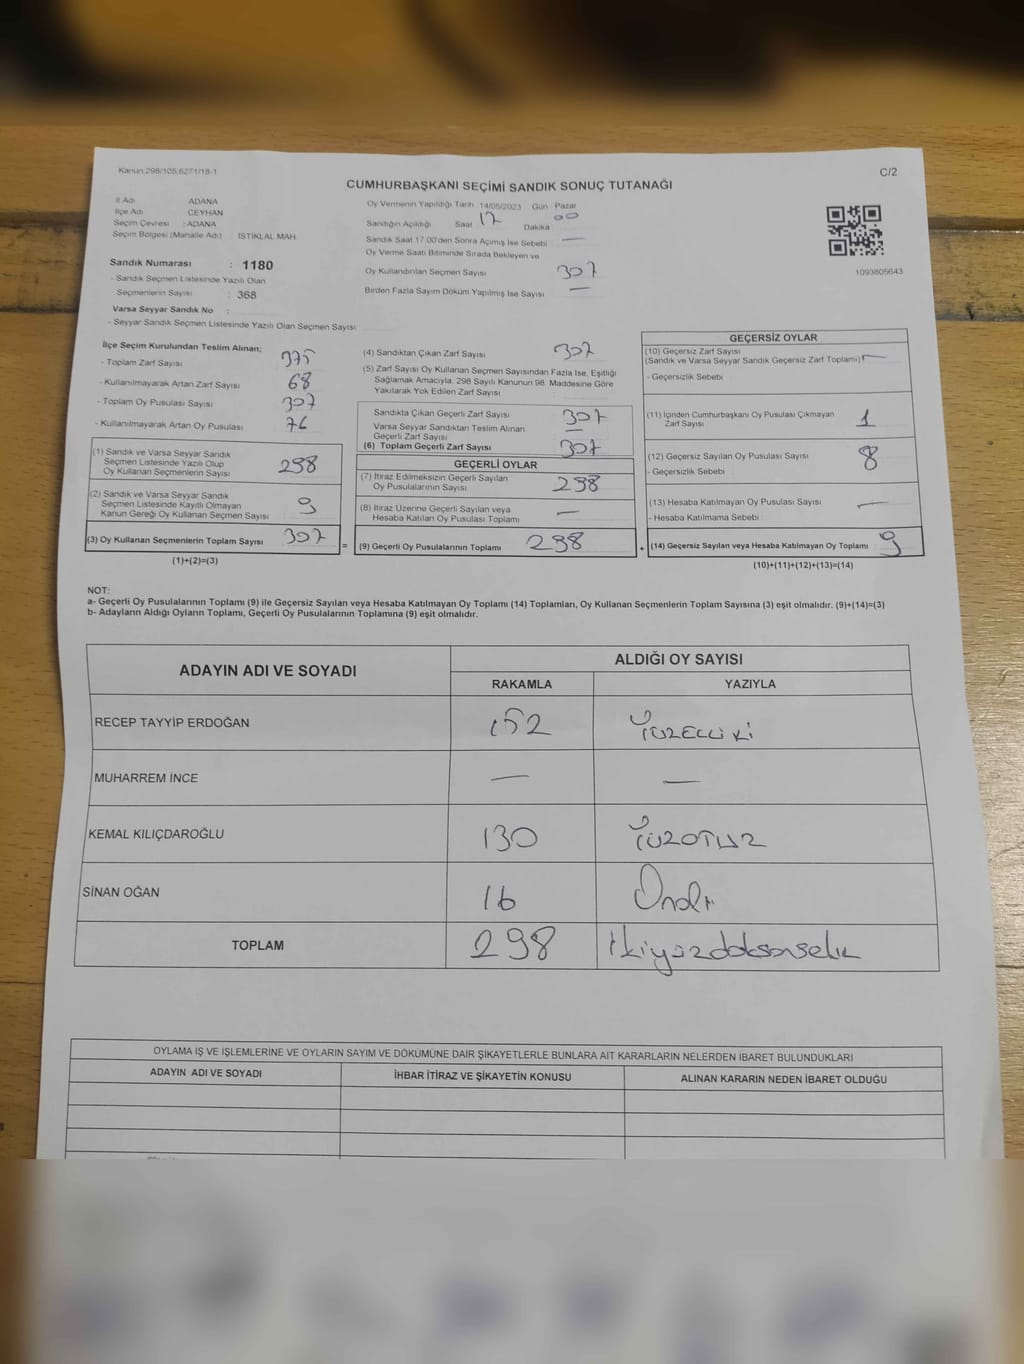 Kanun:298/105,6271/18-1
C/2
CUMHURBAŞKANI SEÇİMİ SANDIK SONUÇ TUTANAĞI
İl Adı ADANA
İlçe Adı CEYHAN
Seçim Çevresi : ADANA
Seçim Bölgesi (Mahalle Adı) : İSTİKLAL MAH.
Sandık Numarası : 1180
- Sandık Seçmen Listesinde Yazılı Olan
Seçmenlerin Sayısı : 368
Varsa Seyyar Sandık No :
- Seyyar Sandık Seçmen Listesinde Yazılı Olan Seçmen Sayısı
Oy Vermenin Yapıldığı Tarih :14/05/2023 Gün : Pazar
Sandığın Açıldığı Saat 17 Dakika 00
Sandık Saat 17:00'den Sonra Açımış İse Sebebi —
Oy Verme Saati Bitiminde Sırada Bekleyen ve
Oy Kullandırılan Seçmen Sayısı 307
Birden Fazla Sayım Döküm Yapılmış İse Sayısı —
1093805643
İlçe Seçim Kurulundan Teslim Alınan;
- Toplam Zarf Sayısı 375
- Kullanılmayarak Artan Zarf Sayısı 68
- Toplam Oy Pusulası Sayısı 307
- Kullanılmayarak Artan Oy Pusulası 76
(1) Sandık ve Varsa Seyyar Sandık
Seçmen Listesinde Yazılı Olup
Oy Kullanan Seçmenlerin Sayısı 298
(2) Sandık ve Varsa Seyyar Sandık
Seçmen Listesinde Kayıtlı Olmayan
Kanun Gereği Oy Kullanan Seçmen Sayısı 9
(3) Oy Kullanan Seçmenlerin Toplam Sayısı 307
(1)+(2)=(3)
(4) Sandıktan Çıkan Zarf Sayısı 307
(5) Zarf Sayısı Oy Kullanan Seçmen Sayısından Fazla İse, Eşitliği
Sağlamak Amacıyla, 298 Sayılı Kanunun 98. Maddesine Göre
Yakılarak Yok Edilen Zarf Sayısı :
Sandıkta Çıkan Geçerli Zarf Sayısı 307
Varsa Seyyar Sandıktan Teslim Alınan
Geçerli Zarf Sayısı —
(6) Toplam Geçerli Zarf Sayısı 307
GEÇERLİ OYLAR
(7) İtiraz Edilmeksizin Geçerli Sayılan
Oy Pusulalarının Sayısı 298
(8) İtiraz Üzerine Geçerli Sayılan veya
Hesaba Katılan Oy Pusulası Toplamı —
= (9) Geçerli Oy Pusulalarının Toplamı 298
GEÇERSİZ OYLAR
(10) Geçersiz Zarf Sayısı
(Sandık ve Varsa Seyyar Sandık Geçersiz Zarf Toplamı) —
- Geçersizlik Sebebi
(11) İçinden Cumhurbaşkanı Oy Pusulası Çıkmayan
Zarf Sayısı 1
(12) Geçersiz Sayılan Oy Pusulası Sayısı 8
- Geçersizlik Sebebi
(13) Hesaba Katılmayan Oy Pusulası Sayısı —
- Hesaba Katılmama Sebebi
+ (14) Geçersiz Sayılan veya Hesaba Katılmayan Oy Toplamı 9
(10)+(11)+(12)+(13)=(14)
NOT:
a- Geçerli Oy Pusulalarının Toplamı (9) ile Geçersiz Sayılan veya Hesaba Katılmayan Oy Toplamı (14) Toplamları, Oy Kullanan Seçmenlerin Toplam Sayısına (3) eşit olmalıdır. (9)+(14)=(3)
b- Adayların Aldığı Oyların Toplamı, Geçerli Oy Pusulalarının Toplamına (9) eşit olmalıdır.
ADAYIN ADI VE SOYADI
ALDIĞI OY SAYISI
RAKAMLA YAZIYLA
RECEP TAYYİP ERDOĞAN 152 YÜZELLİ Kİ
MUHARREM İNCE — —
KEMAL KILIÇDAROĞLU 130 YÜZOTUZ
SİNAN OĞAN 16 Onaltı
TOPLAM 298 İkiyüzdoksansekiz
OYLAMA İŞ VE İŞLEMLERİNE VE OYLARIN SAYIM VE DÖKÜMÜNE DAİR ŞİKAYETLERLE BUNLARA AİT KARARLARIN NELERDEN İBARET BULUNDUKLARI
ADAYIN ADI VE SOYADI İHBAR İTİRAZ VE ŞİKAYETİN KONUSU ALINAN KARARIN NEDEN İBARET OLDUĞU